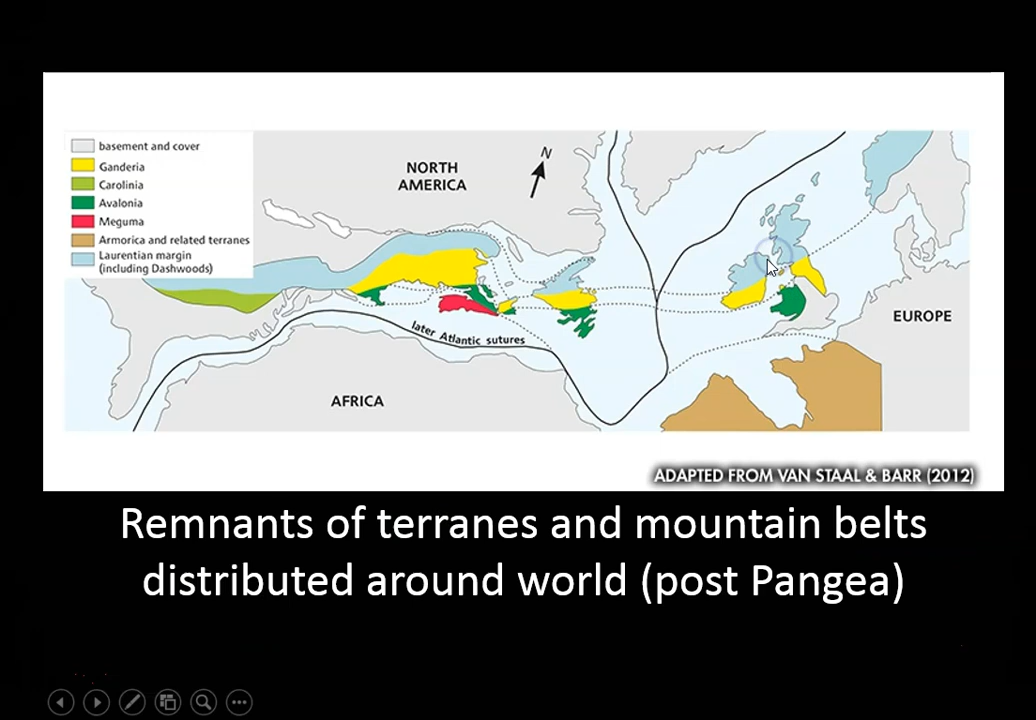 basement and cover
Ganderia
Carolinia
Avalonia
Meguma
Armorica and related terranes
Laurentian margin
(including Dashwoods)
NORTH
AMERICA
N
EUROPE
later Atlantic sutures
AFRICA
ADAPTED FROM VAN STAAL & BARR (2012)
Remnants of terranes and mountain belts
distributed around world (post Pangea)